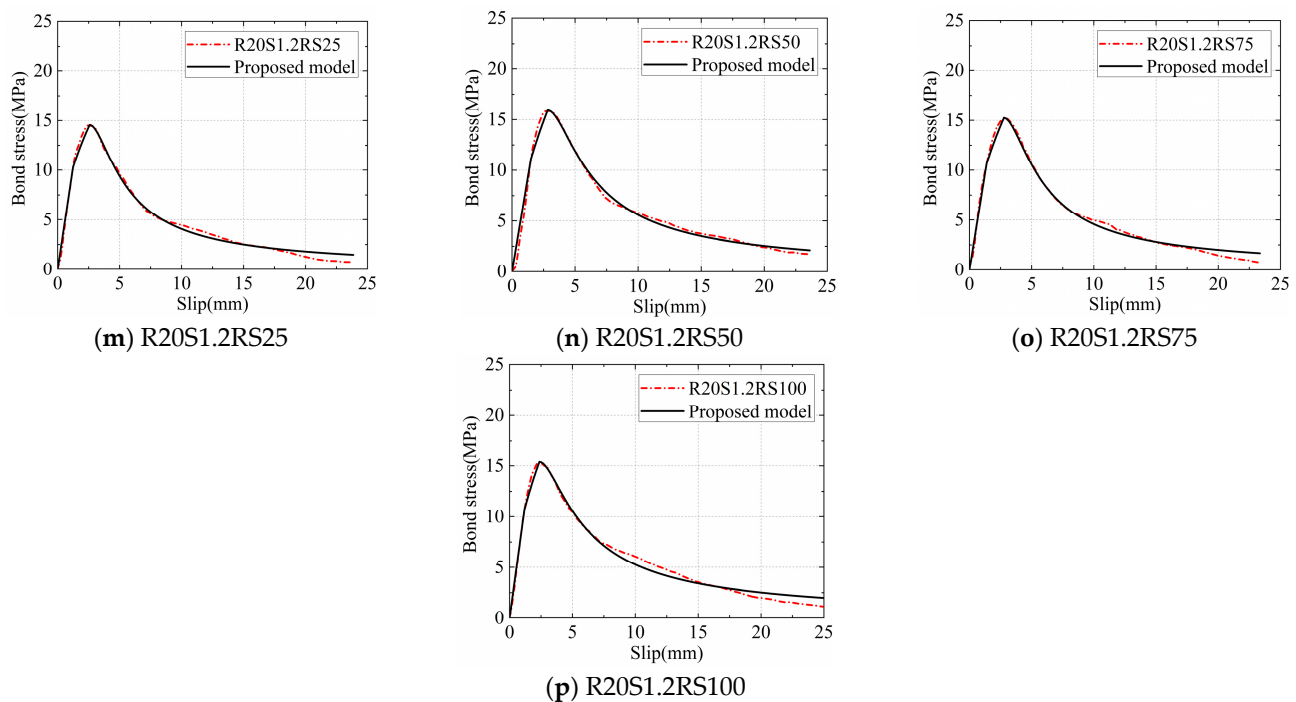 R20S1.2RS25
Proposed model
Bond stress(MPa)
25
20
15
10
5
0
0 5 10 15 20 25
Slip(mm)
(m) R20S1.2RS25
R20S1.2RS50
Proposed model
Bond stress(MPa)
25
20
15
10
5
0
0 5 10 15 20 25
Slip(mm)
(n) R20S1.2RS50
R20S1.2RS75
Proposed model
Bond stress(MPa)
25
20
15
10
5
0
0 5 10 15 20 25
Slip(mm)
(o) R20S1.2RS75
R20S1.2RS100
Proposed model
Bond stress(MPa)
25
20
15
10
5
0
0 5 10 15 20 25
Slip(mm)
(p) R20S1.2RS100